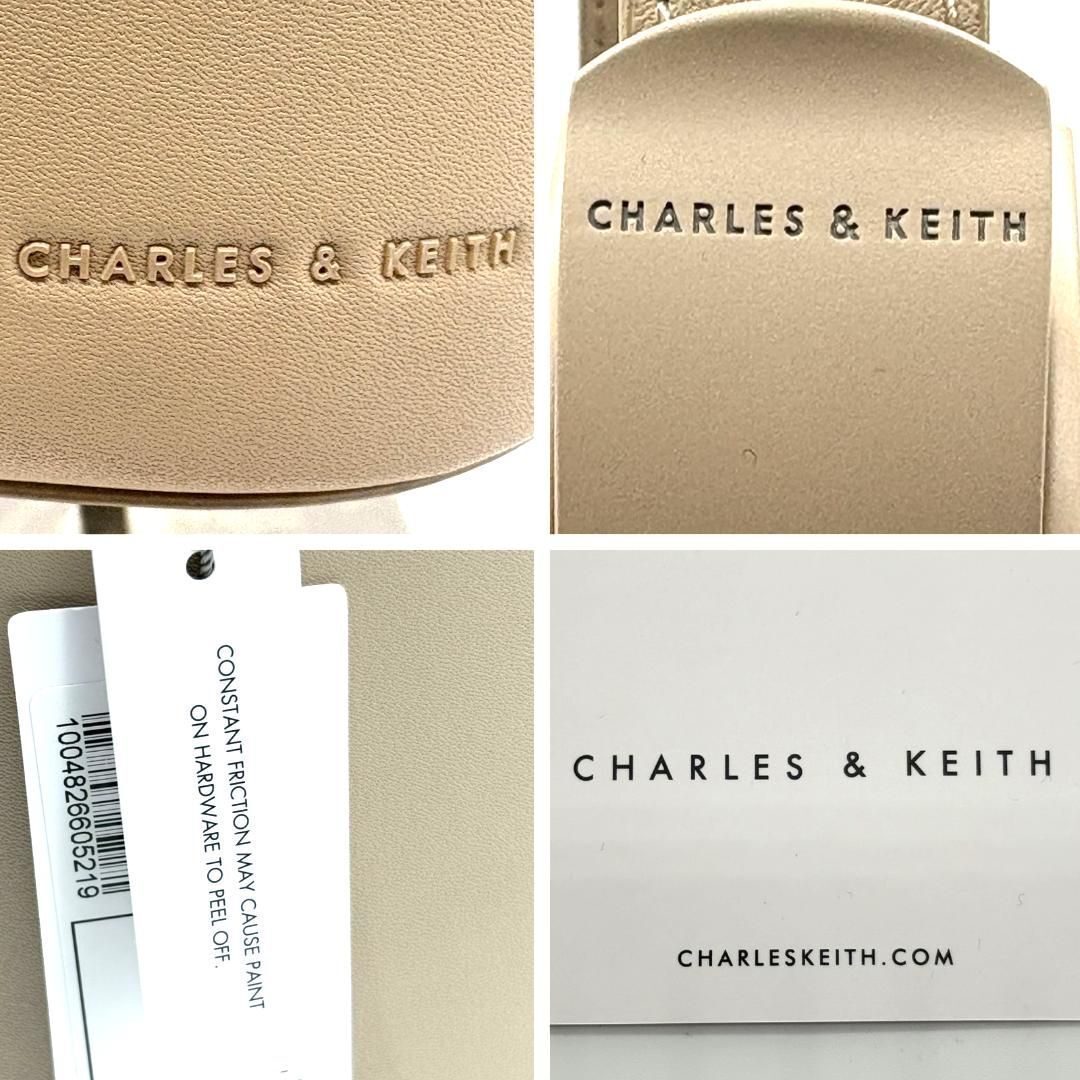 CHARLES & KEITH
CHARLES & KEITH
1004826605219
CONSTANT FRICTION MAY CAUSE PAINT
ON HARDWARE TO PEEL OFF.
CHARLES & KEITH
CHARLESKEITH.COM